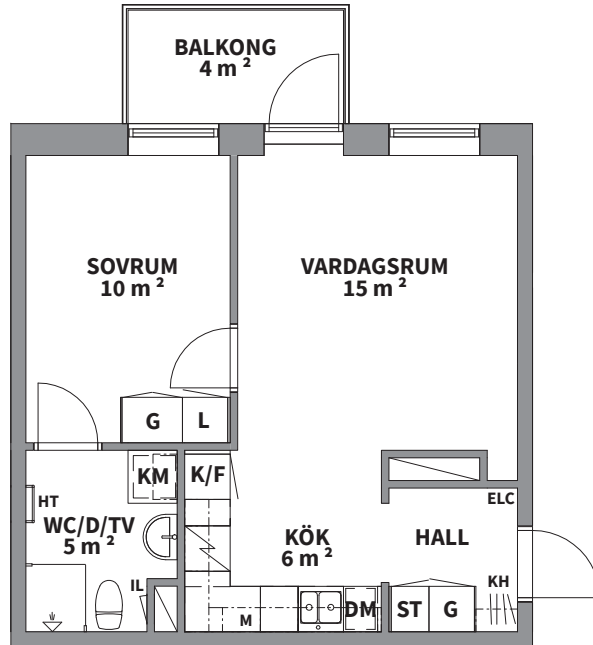 BALKONG
4 m ²
SOVRUM
10 m ²
VARDAGSRUM
15 m ²
G
L
KM
K/F
HT
WC/D/TV
5 m ²
IL
KÖK
6 m ²
M
DM
ELC
HALL
KH
ST
G